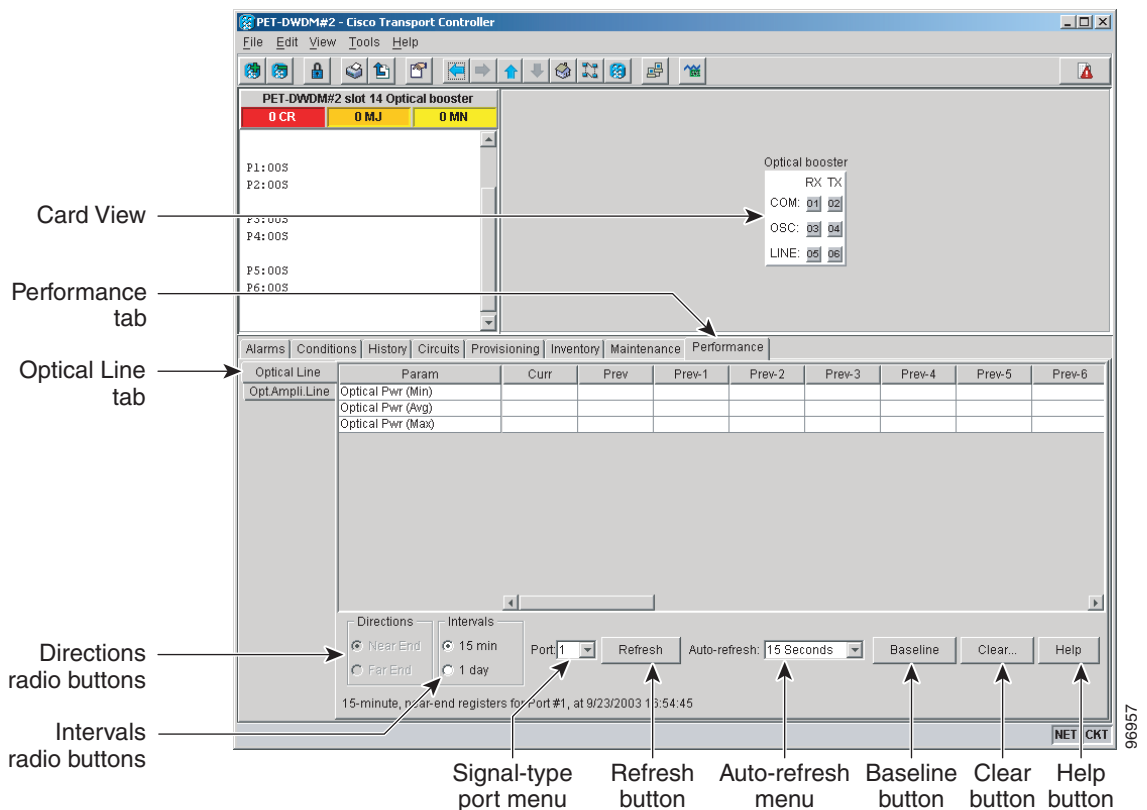 PET-DWDM#2 - Cisco Transport Controller
File Edit View Tools Help
PET-DWDM#2 slot 14 Optical booster
0 CR 0 MJ 0 MN
P1:OOS
P2:OOS
P3:OOS
P4:OOS
P5:OOS
P6:OOS
Optical booster
RX TX
COM: 01 02
OSC: 03 04
LINE: 05 06
Card View
Performance
tab
Optical Line
tab
Alarms Conditions History Circuits Provisioning Inventory Maintenance Performance
Optical Line
Opt.Ampli.Line
Param Curr Prev Prev-1 Prev-2 Prev-3 Prev-4 Prev-5 Prev-6
Optical Pwr (Min)
Optical Pwr (Avg)
Optical Pwr (Max)
Directions Intervals
Near End 15 min
Far End 1 day
Port: 1 Refresh Auto-refresh: 15 Seconds Baseline Clear... Help
15-minute, near-end registers for Port #1, at 9/23/2003 16:54:45
NET CKT
Directions
radio buttons
Intervals
radio buttons
Signal-type
port menu
Refresh
button
Auto-refresh
menu
Baseline
button
Clear
button
Help
button
96957